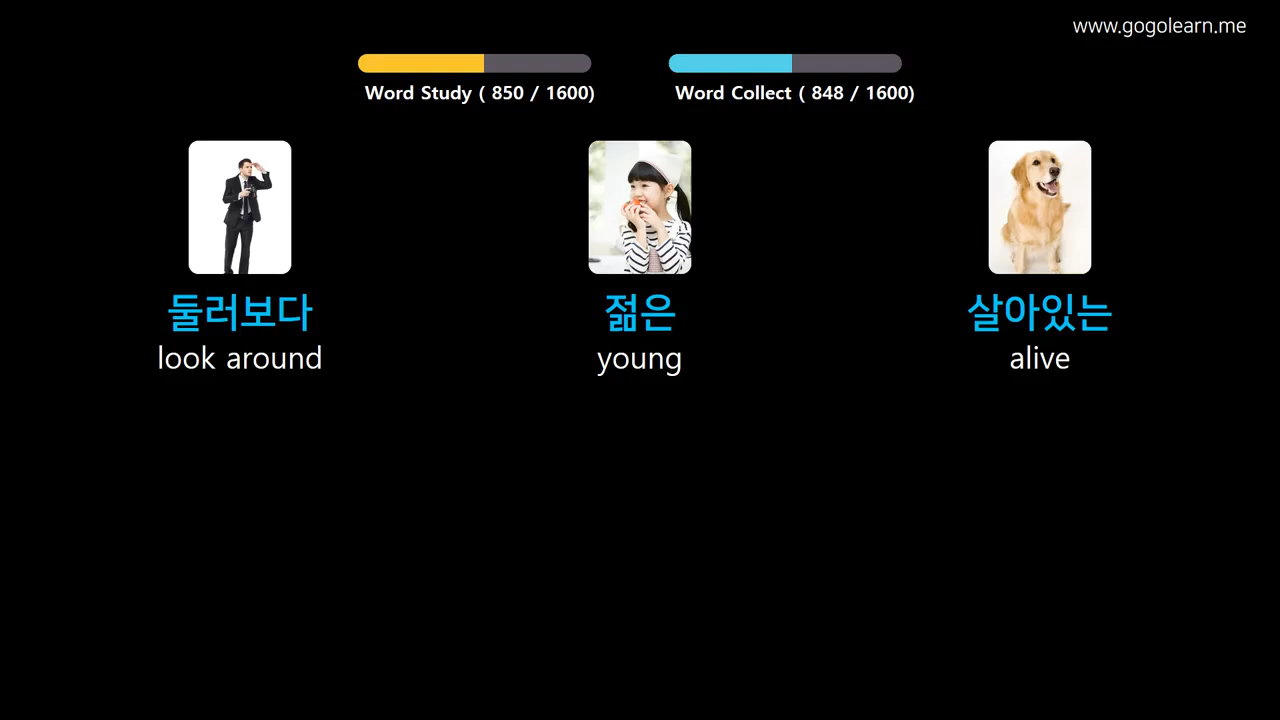 www.gogolearn.me
Word Study ( 850 / 1600)
Word Collect ( 848 / 1600)
둘러보다
look around
젊은
young
살아있는
alive